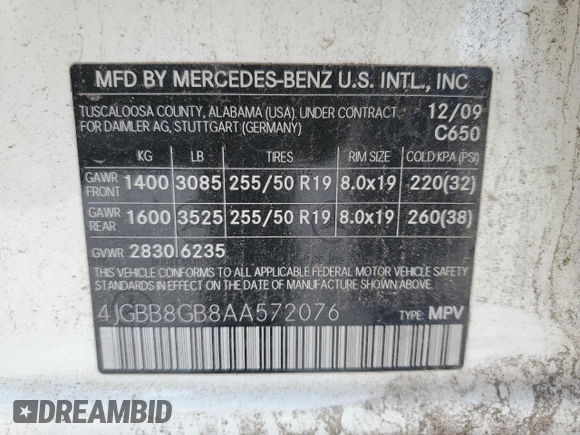 MFD BY MERCEDES-BENZ U.S. INTL., INC
TUSCALOOSA COUNTY, ALABAMA (USA), UNDER CONTRACT 12/09
FOR DAIMLER AG, STUTTGART (GERMANY) C650
KG LB TIRES RIM SIZE COLD KPA (PSI)
GAWR FRONT 1400 3085 255/50 R19 8.0x19 220(32)
GAWR REAR 1600 3525 255/50 R19 8.0x19 260(38)
GVWR 2830 6235
THIS VEHICLE CONFORMS TO ALL APPLICABLE FEDERAL MOTOR VEHICLE SAFETY
STANDARDS IN EFFECT ON THE DATE OF MANUFACTURE SHOWN ABOVE.
4JGBB8GB8AA572076 TYPE: MPV
DREAMBID